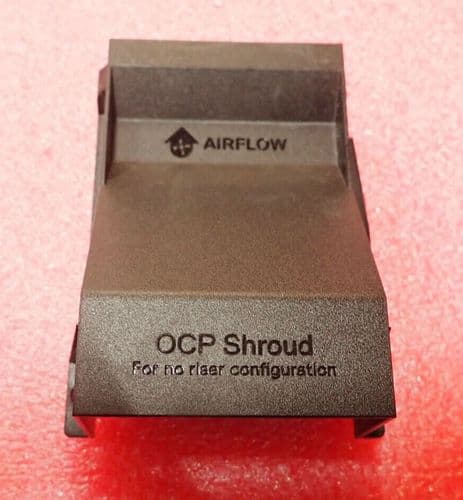 AIRFLOW
OCP Shroud
For no riser configuration